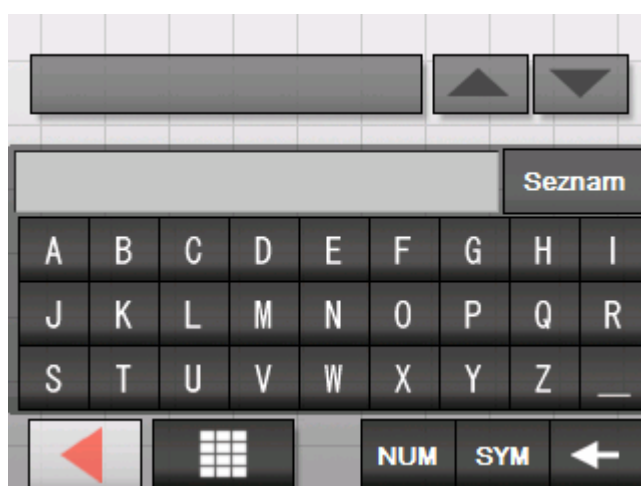 Seznam
A B C D E F G H I
J K L M N O P Q R
S T U V W X Y Z _
NUM SYM